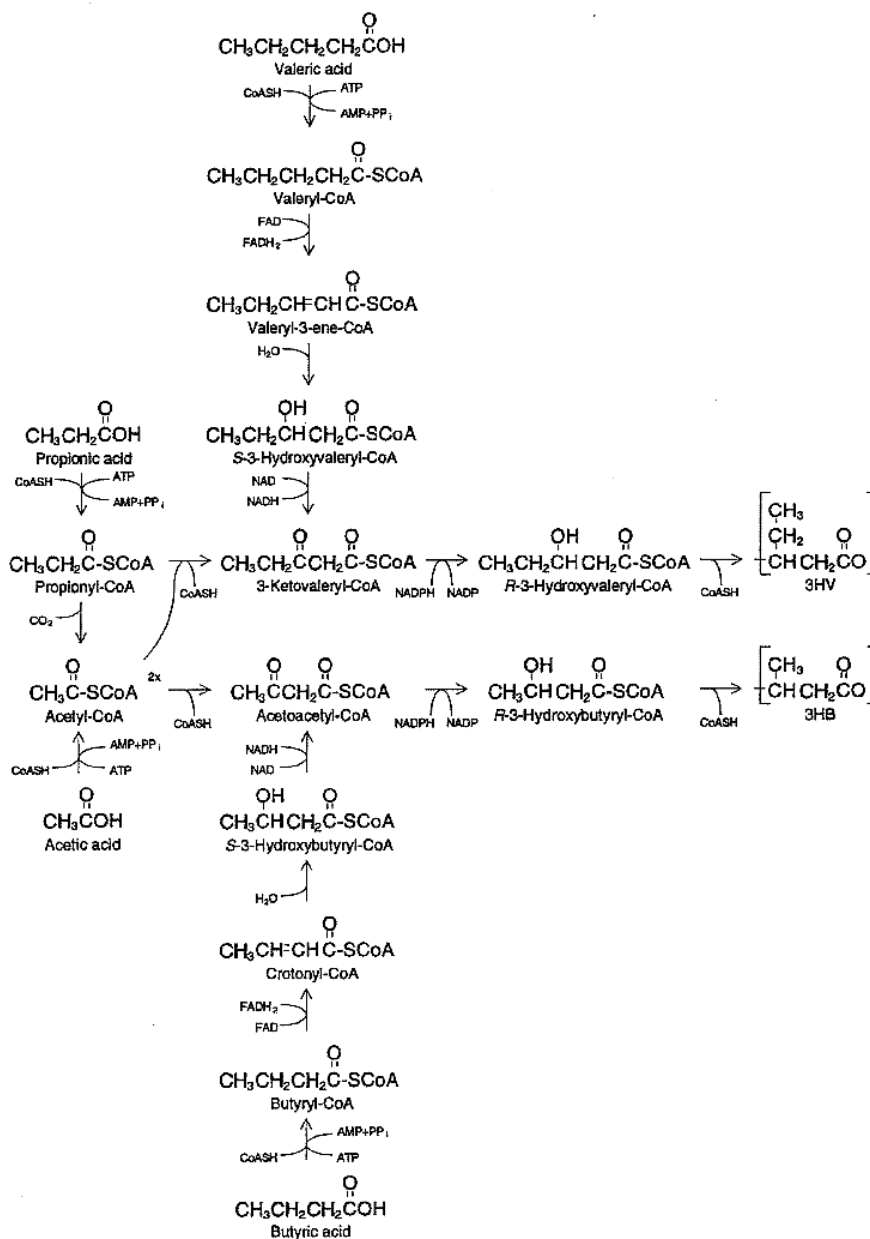 O
CH₃CH₂CH₂CH₂COH
Valeric acid
CoASH ATP
AMP+PPᵢ
O
CH₃CH₂CH₂CH₂C-SCoA
Valeryl-CoA
FAD
FADH₂
O
CH₃CH₂CH=CHC-SCoA
Valeryl-3-ene-CoA
H₂O
O
CH₃CH₂COH
Propionic acid
CoASH ATP
AMP+PPᵢ
OH O
CH₃CH₂CHCH₂C-SCoA
S-3-Hydroxyvaleryl-CoA
NAD
NADH
O
CH₃CH₂C-SCoA
Propionyl-CoA
CoASH
O O
CH₃CH₂CCH₂C-SCoA
3-Ketovaleryl-CoA
NADPH NADP
OH O
CH₃CH₂CHCH₂C-SCoA
R-3-Hydroxyvaleryl-CoA
CoASH
CH₃
CH₂ O
CHCH₂CO
3HV
CO₂
O
CH₃C-SCoA 2x
Acetyl-CoA
CoASH
O O
CH₃CCH₂C-SCoA
Acetoacetyl-CoA
NADPH NADP
OH O
CH₃CHCH₂C-SCoA
R-3-Hydroxybutyryl-CoA
CoASH
CH₃ O
CHCH₂CO
3HB
AMP+PPᵢ
CoASH ATP
O
CH₃COH
Acetic acid
NADH
NAD
OH O
CH₃CHCH₂C-SCoA
S-3-Hydroxybutyryl-CoA
H₂O
O
CH₃CH=CHC-SCoA
Crotonyl-CoA
FADH₂
FAD
O
CH₃CH₂CH₂C-SCoA
Butyryl-CoA
AMP+PPᵢ
CoASH ATP
O
CH₃CH₂CH₂COH
Butyric acid